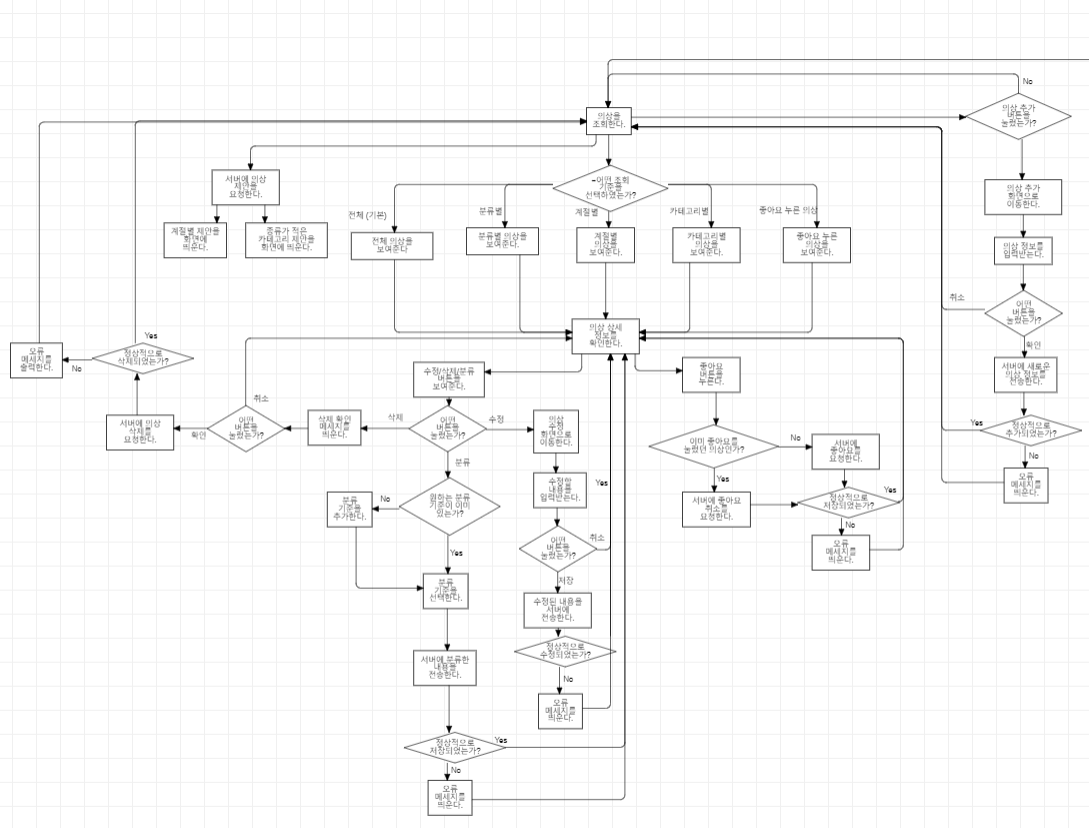 No
의상을
조회한다.
의상 추가
버튼을
눌렀는가?
서버에 의상
제안을
요청한다.
~어떤 조회
기준을
선택하였는가?
의상 추가
화면으로
이동한다.
전체 (기본)
분류별
계절별
카테고리별
좋아요 누른 의상
계절별 제안을
화면에
띄운다.
종류가 적은
카테고리 제안을
화면에 띄운다.
전체 의상을
보여준다
분류별 의상을
보여준다.
계절별
의상을
보여준다.
카테고리별
의상을
보여준다.
좋아요 누른
의상을
보여준다.
의상 정보를
입력받는다.
취소
어떤
버튼을
눌렀는가?
확인
의상 상세
정보를
확인한다.
Yes
오류
메세지를
출력한다.
No
정상적으로
삭제되었는가?
수정/삭제/분류
버튼을
보여준다.
좋아요
버튼을
누른다.
서버에 새로운
의상 정보를
전송한다.
취소
서버에 의상
삭제를
요청한다.
확인
어떤
버튼을
눌렀는가?
삭제 확인
메세지를
띄운다.
삭제
어떤
버튼을
눌렀는가?
수정
의상
수정
화면으로
이동한다.
이미 좋아요를
눌렀던 의상인가?
No
서버에
좋아요를
요청한다.
Yes
정상적으로
추가되었는가?
No
분류
Yes
오류
메세지를
띄운다.
분류
기준을
추가한다.
No
원하는 분류
기준이 이미
있는가?
수정할
내용을
입력받는다.
Yes
서버에 좋아요
취소를
요청한다.
정상적으로
저장되었는가?
Yes
No
Yes
어떤
버튼을
눌렀는가?
취소
오류
메세지를
띄운다.
저장
분류
기준을
선택한다.
수정된 내용을
서버에
전송한다.
서버에 분류한
내용을
전송한다.
정상적으로
수정되었는가?
No
오류
메세지를
띄운다.
정상적으로
저장되었는가?
Yes
No
오류
메세지를
띄운다.